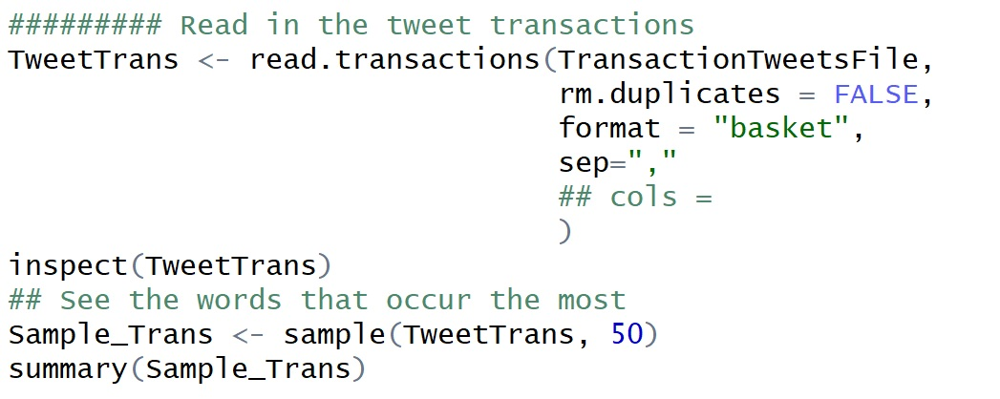 ######### Read in the tweet transactions
TweetTrans <- read.transactions(TransactionTweetsFile,
                                rm.duplicates = FALSE,
                                format = "basket",
                                sep=","
                                ## cols =
                                )
inspect(TweetTrans)
## See the words that occur the most
Sample_Trans <- sample(TweetTrans, 50)
summary(Sample_Trans)